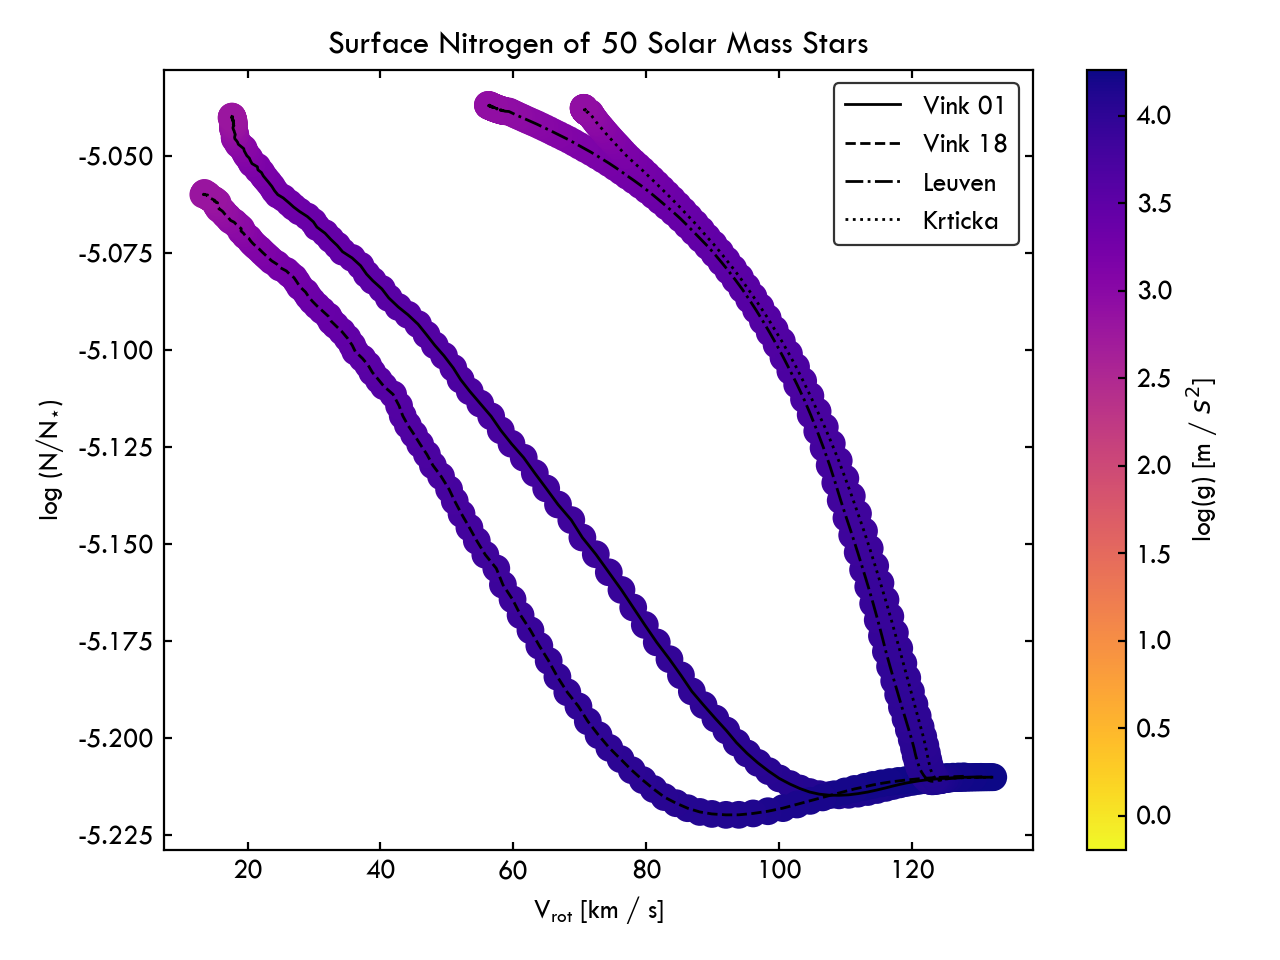 Surface Nitrogen of 50 Solar Mass Stars
Vink 01
Vink 18
Leuven
Krticka
-5.050
-5.075
-5.100
-5.125
-5.150
-5.175
-5.200
-5.225
log (N/N⋆)
20 40 60 80 100 120
V_rot [km / s]
4.0
3.5
3.0
2.5
2.0
1.5
1.0
0.5
0.0
log(g) [m / s²]